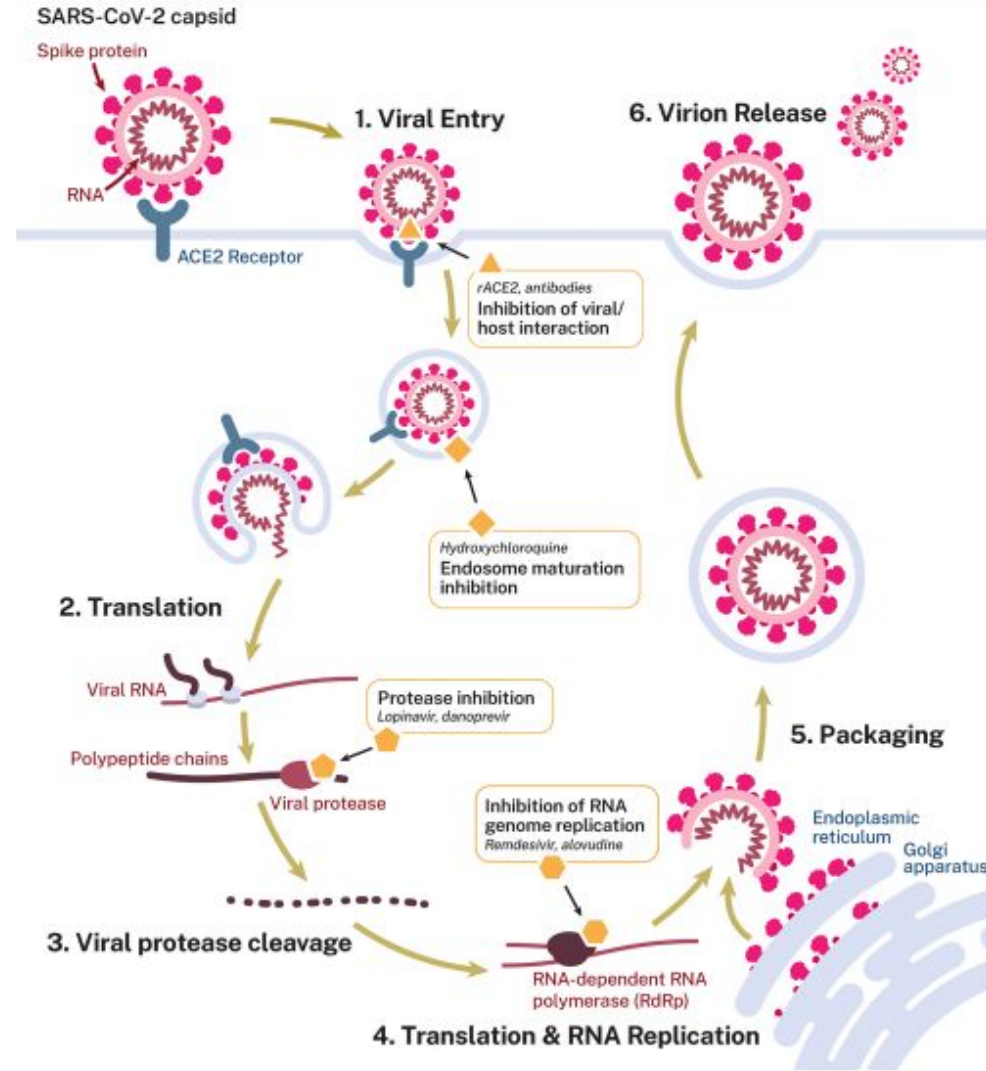 SARS-CoV-2 capsid
Spike protein
RNA
ACE2 Receptor
1. Viral Entry
rACE2, antibodies
Inhibition of viral/
host interaction
Hydroxychloroquine
Endosome maturation
inhibition
2. Translation
Viral RNA
Protease inhibition
Lopinavir, danoprevir
Polypeptide chains
Viral protease
3. Viral protease cleavage
Inhibition of RNA
genome replication
Remdesivir, alovudine
RNA-dependent RNA
polymerase (RdRp)
4. Translation & RNA Replication
5. Packaging
Endoplasmic
reticulum
Golgi
apparatus
6. Virion Release